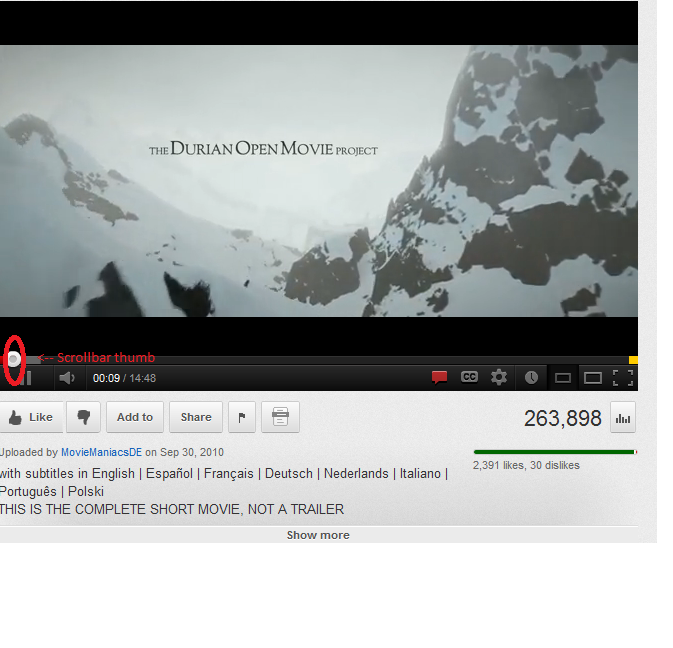 THE DURIAN OPEN MOVIE PROJECT
<-- Scrollbar thumb
00:09 / 14:48
CC
Like
Add to
Share
263,898
Uploaded by MovieManiacsDE on Sep 30, 2010
2,391 likes, 30 dislikes
with subtitles in English | Español | Français | Deutsch | Nederlands | Italiano |
Português | Polski
THIS IS THE COMPLETE SHORT MOVIE, NOT A TRAILER
Show more